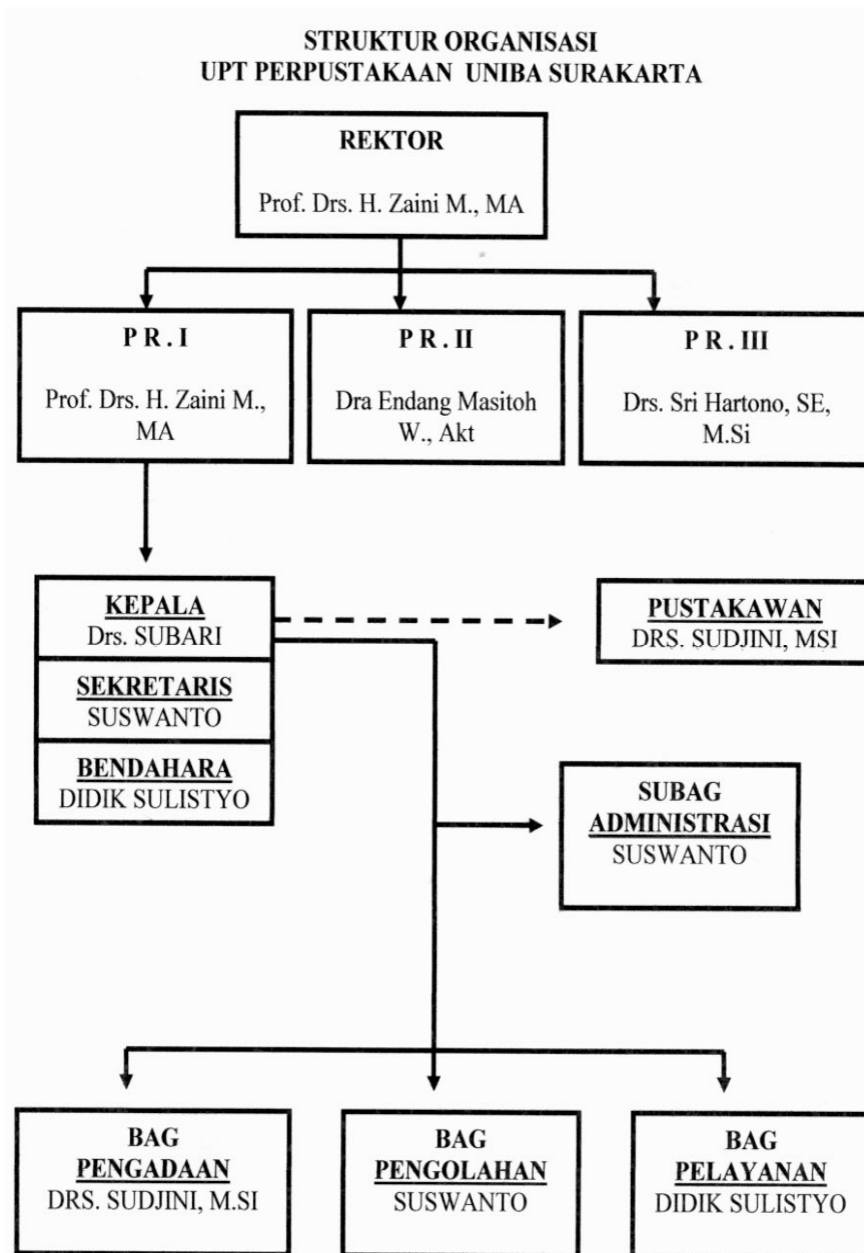 STRUKTUR ORGANISASI
UPT PERPUSTAKAAN UNIBA SURAKARTA
REKTOR
Prof. Drs. H. Zaini M., MA
P R . I
Prof. Drs. H. Zaini M.,
MA
P R . II
Dra Endang Masitoh
W., Akt
P R . III
Drs. Sri Hartono, SE,
M.Si
KEPALA
Drs. SUBARI
SEKRETARIS
SUSWANTO
BENDAHARA
DIDIK SULISTYO
PUSTAKAWAN
DRS. SUDJINI, MSI
SUBAG
ADMINISTRASI
SUSWANTO
BAG
PENGADAAN
DRS. SUDJINI, M.SI
BAG
PENGOLAHAN
SUSWANTO
BAG
PELAYANAN
DIDIK SULISTYO